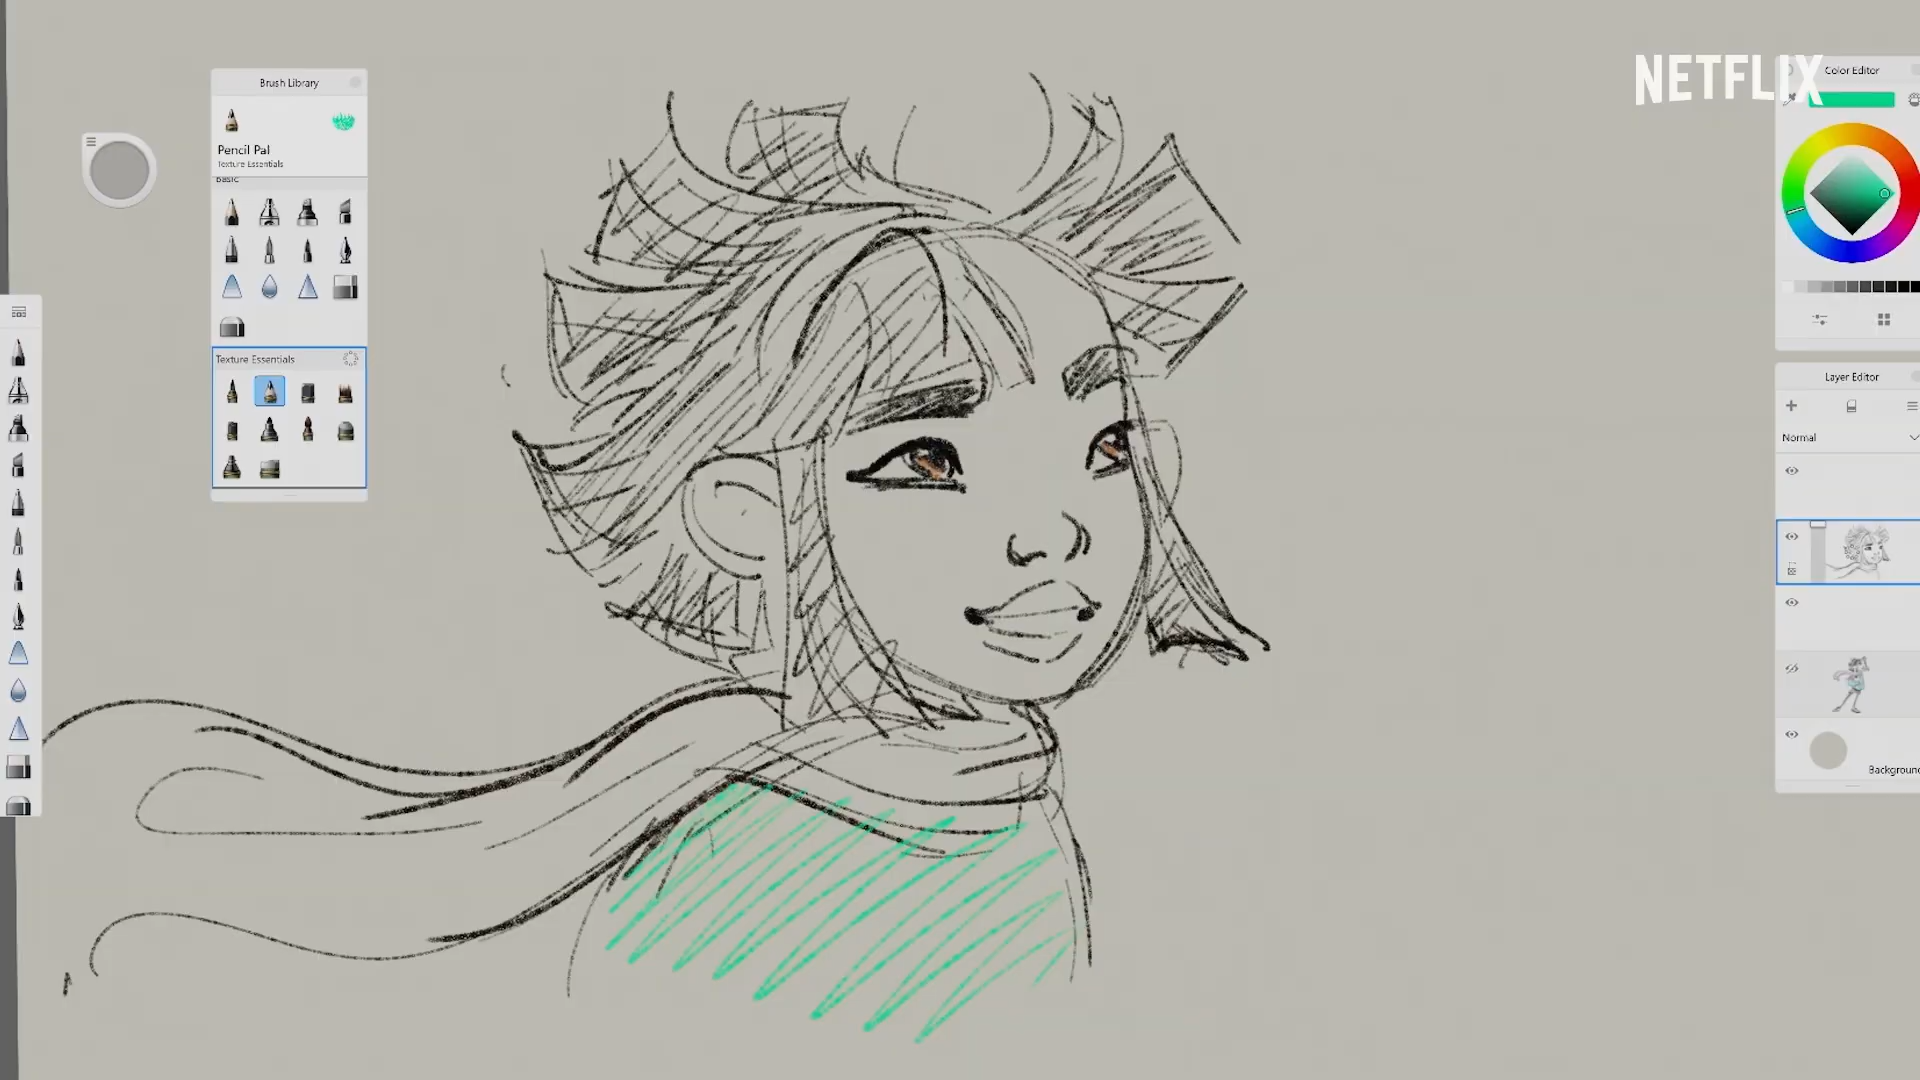 Brush Library
Pencil Pal
Texture Essentials
Basic
Texture Essentials
NETFLIX
Color Editor
Layer Editor
Normal
Background